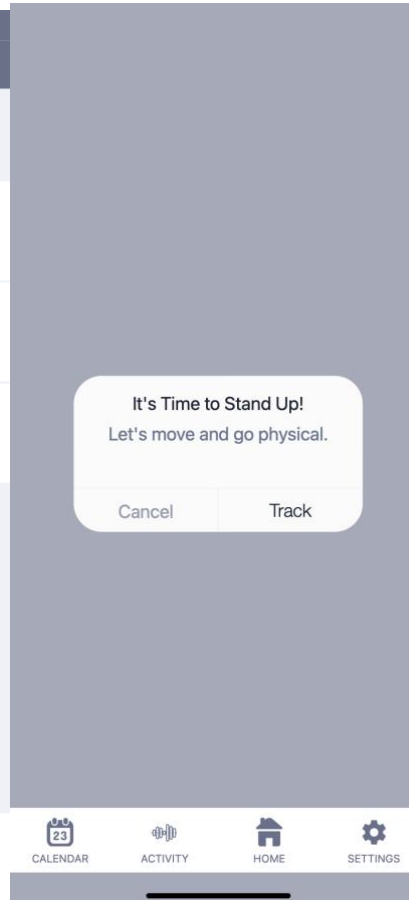 It's Time to Stand Up!
Let's move and go physical.
Cancel Track
23
CALENDAR ACTIVITY HOME SETTINGS